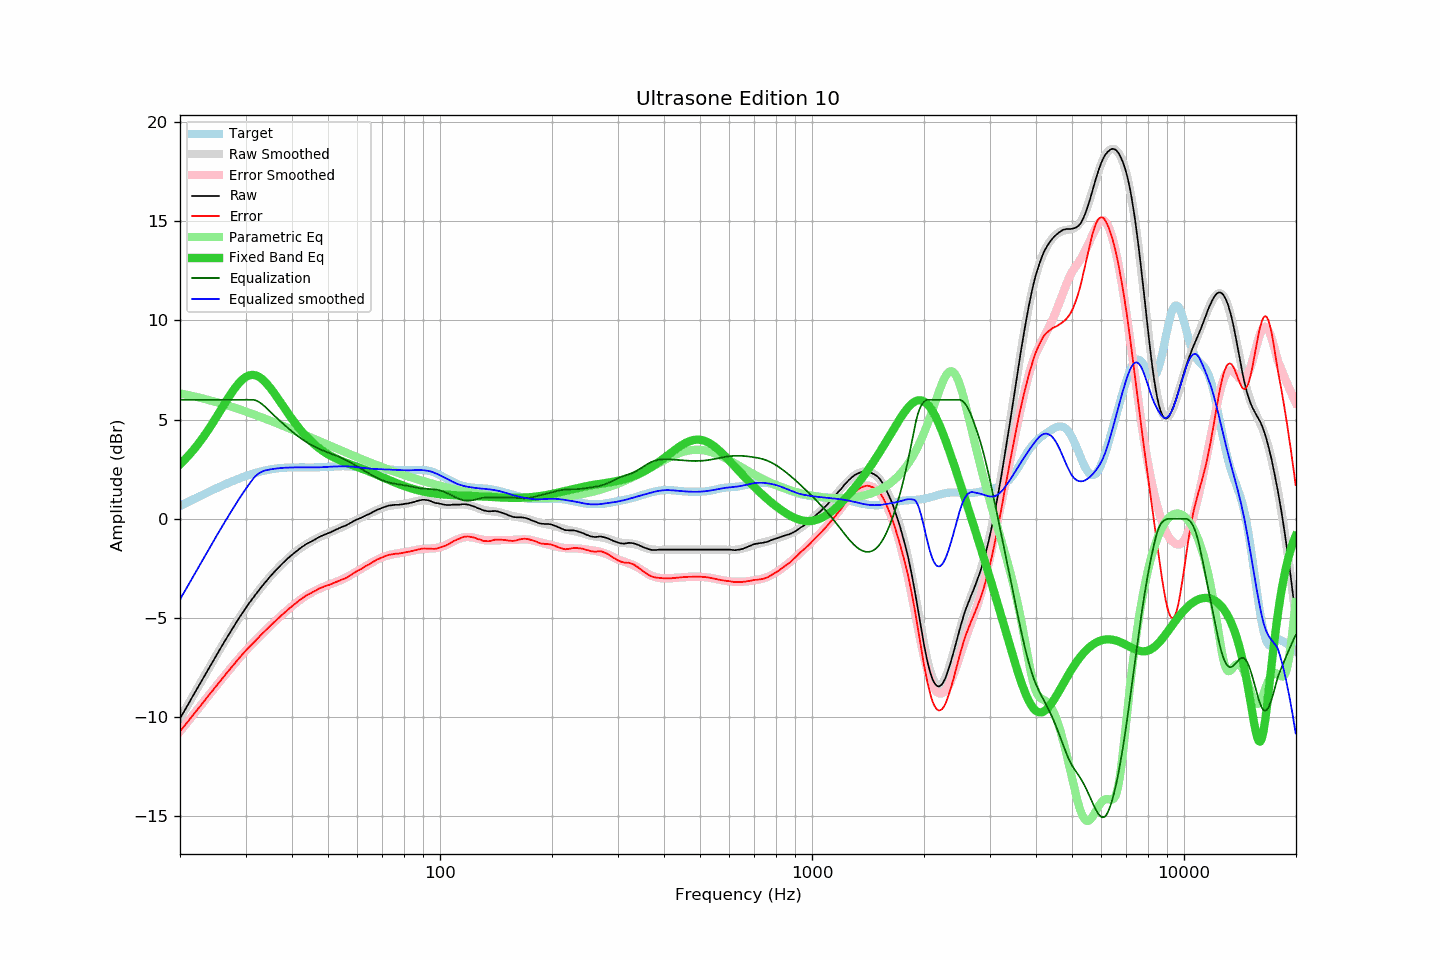 Ultrasone Edition 10
20
15
10
5
0
−5
−10
−15
Amplitude (dBr)
Target
Raw Smoothed
Error Smoothed
Raw
Error
Parametric Eq
Fixed Band Eq
Equalization
Equalized smoothed
100
1000
10000
Frequency (Hz)